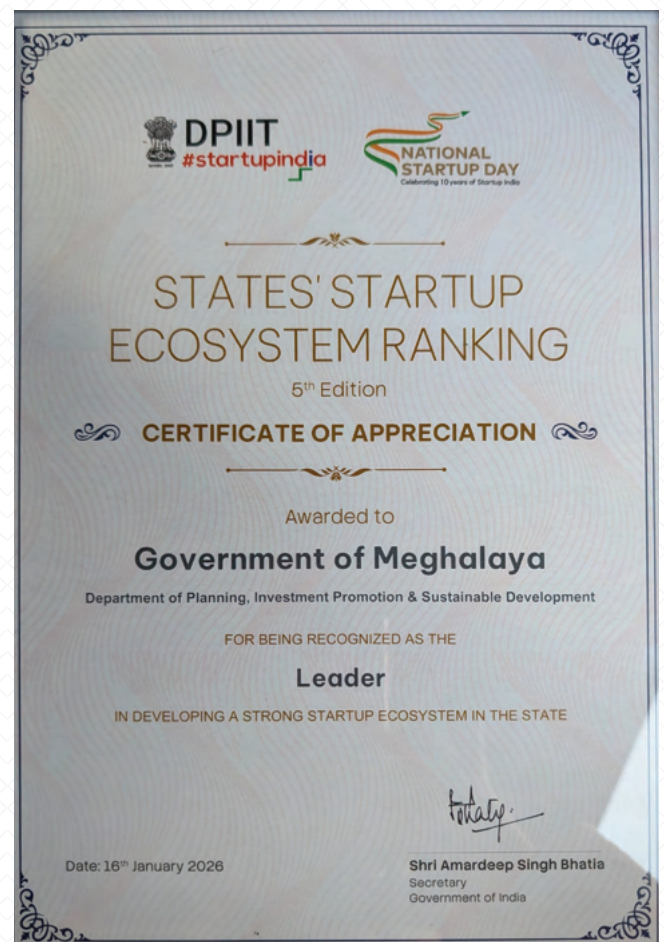 DPIIT
#startupindia
NATIONAL
STARTUP DAY
Celebrating 10 years of Startup India
STATES' STARTUP
ECOSYSTEM RANKING
5th Edition
CERTIFICATE OF APPRECIATION
Awarded to
Government of Meghalaya
Department of Planning, Investment Promotion & Sustainable Development
FOR BEING RECOGNIZED AS THE
Leader
IN DEVELOPING A STRONG STARTUP ECOSYSTEM IN THE STATE
Date: 16th January 2026
Shri Amardeep Singh Bhatia
Secretary
Government of India